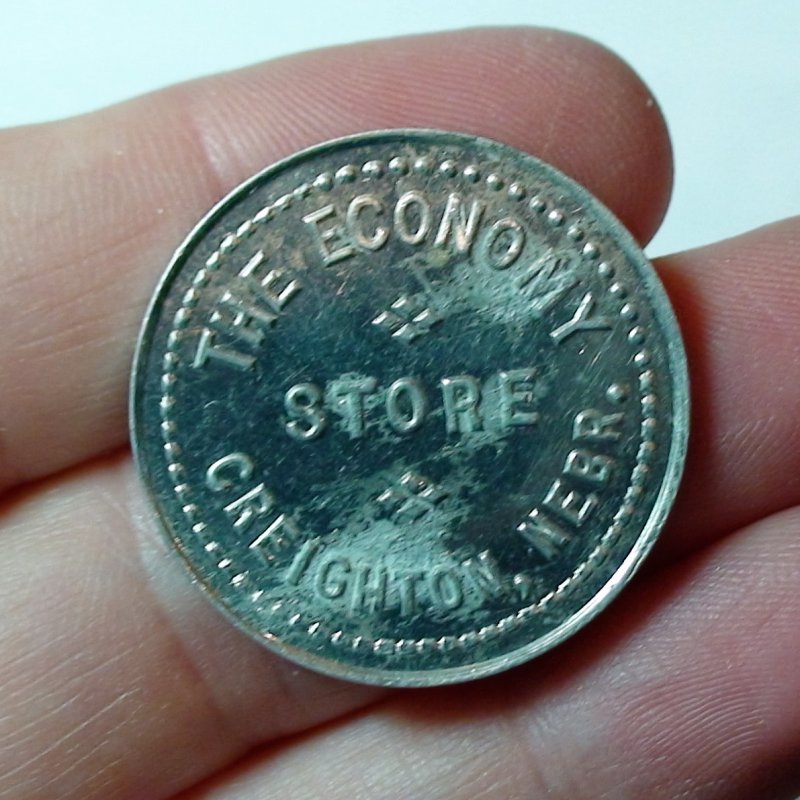 THE ECONOMY
STORE
CREIGHTON, NEBR.